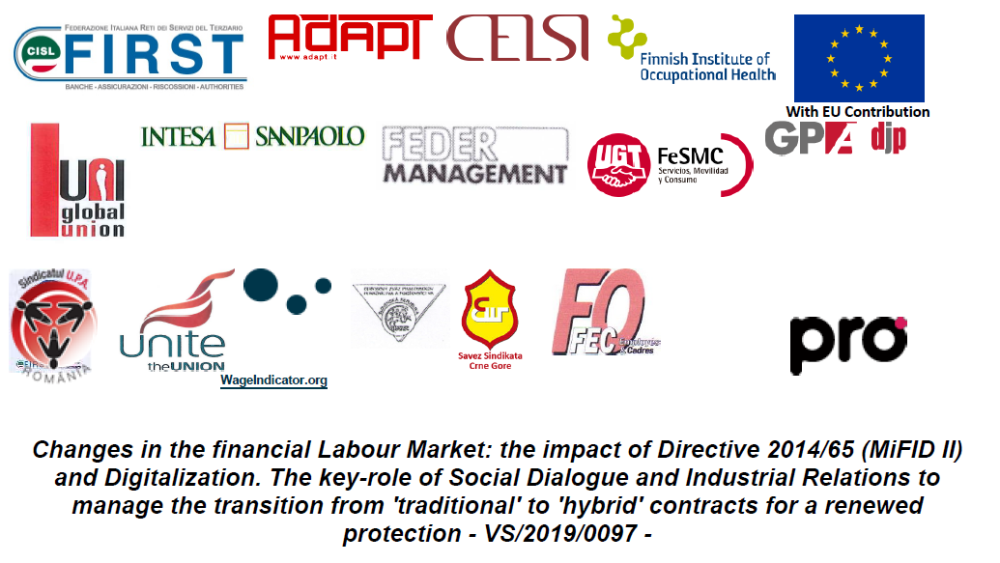 FEDERAZIONE ITALIANA RETI DEI SERVIZI DEL TERZIARIO
CISL FIRST
BANCHE - ASSICURAZIONI - RISCOSSIONI - AUTHORITIES
ADAPT
www.adapt.it
CELSI
Finnish Institute of
Occupational Health
With EU Contribution
UNI
global
union
INTESA SANPAOLO
FEDER
MANAGEMENT
UGT
FeSMC
Servicios, Movilidad
y Consumo
GPA djp
Sindicatul U.P.A.
ROMÂNIA
unite
theUNION
WageIndicator.org
Savez Sindikata
Crne Gore
FO
FEC Employés
& Cadres
pro
Changes in the financial Labour Market: the impact of Directive 2014/65 (MiFID II)
and Digitalization. The key-role of Social Dialogue and Industrial Relations to
manage the transition from 'traditional' to 'hybrid' contracts for a renewed
protection - VS/2019/0097 -